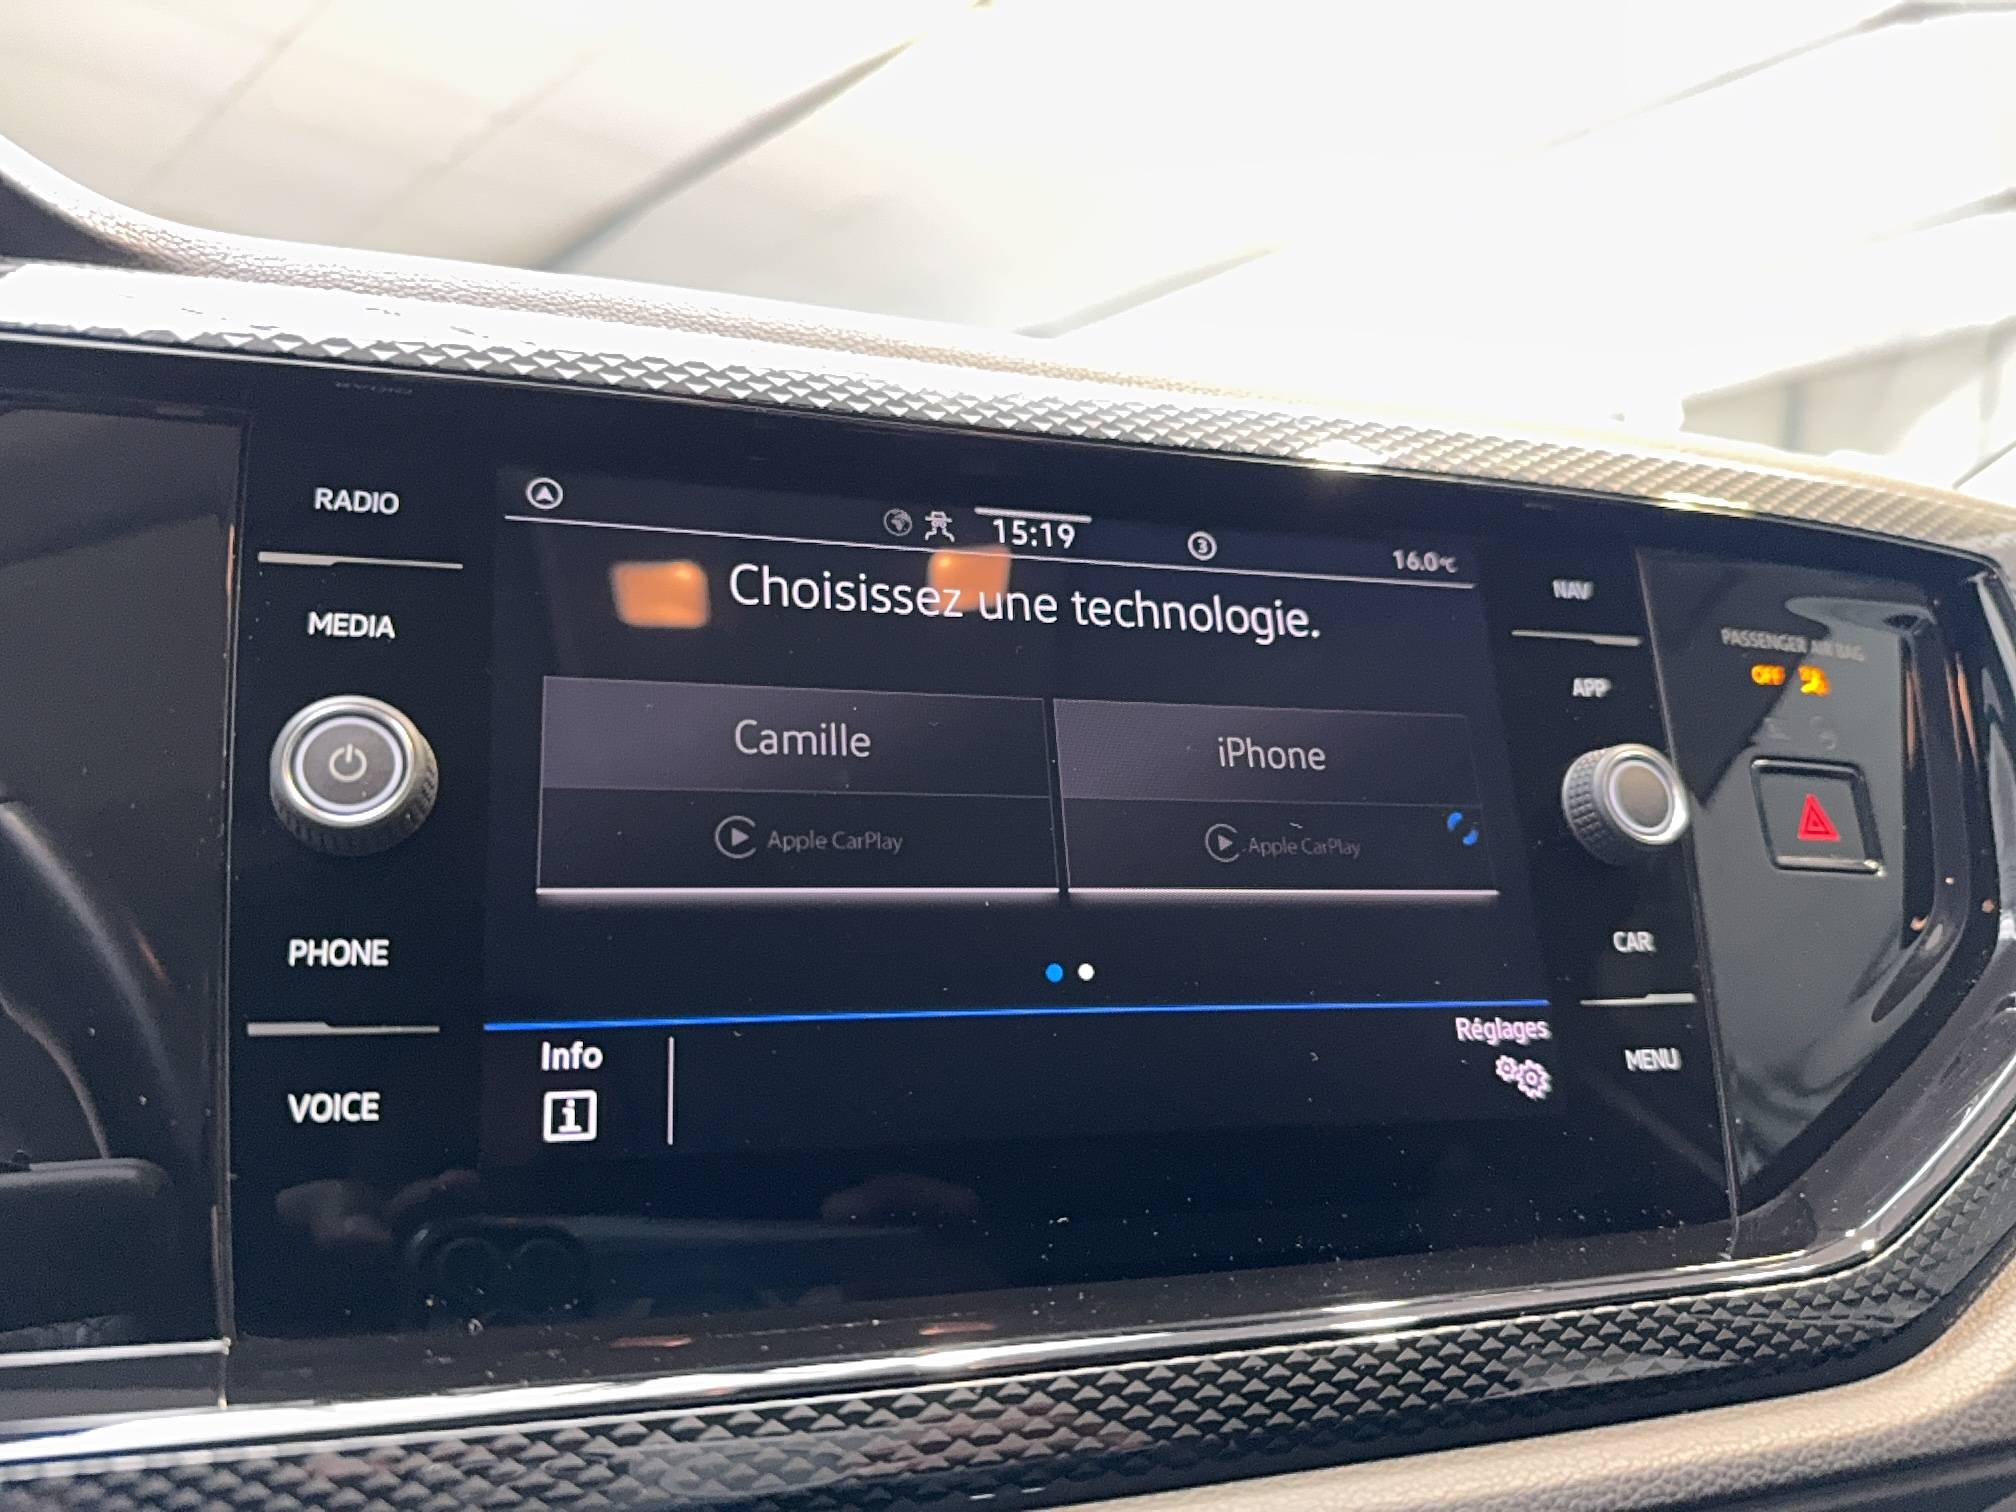 RADIO
MEDIA
PHONE
VOICE
15:19
3
16.0°C
Choisissez une technologie.
Camille
Apple CarPlay
iPhone
Apple CarPlay
Info
i
Réglages
NAV
APP
CAR
MENU
PASSENGER AIR BAG
OFF